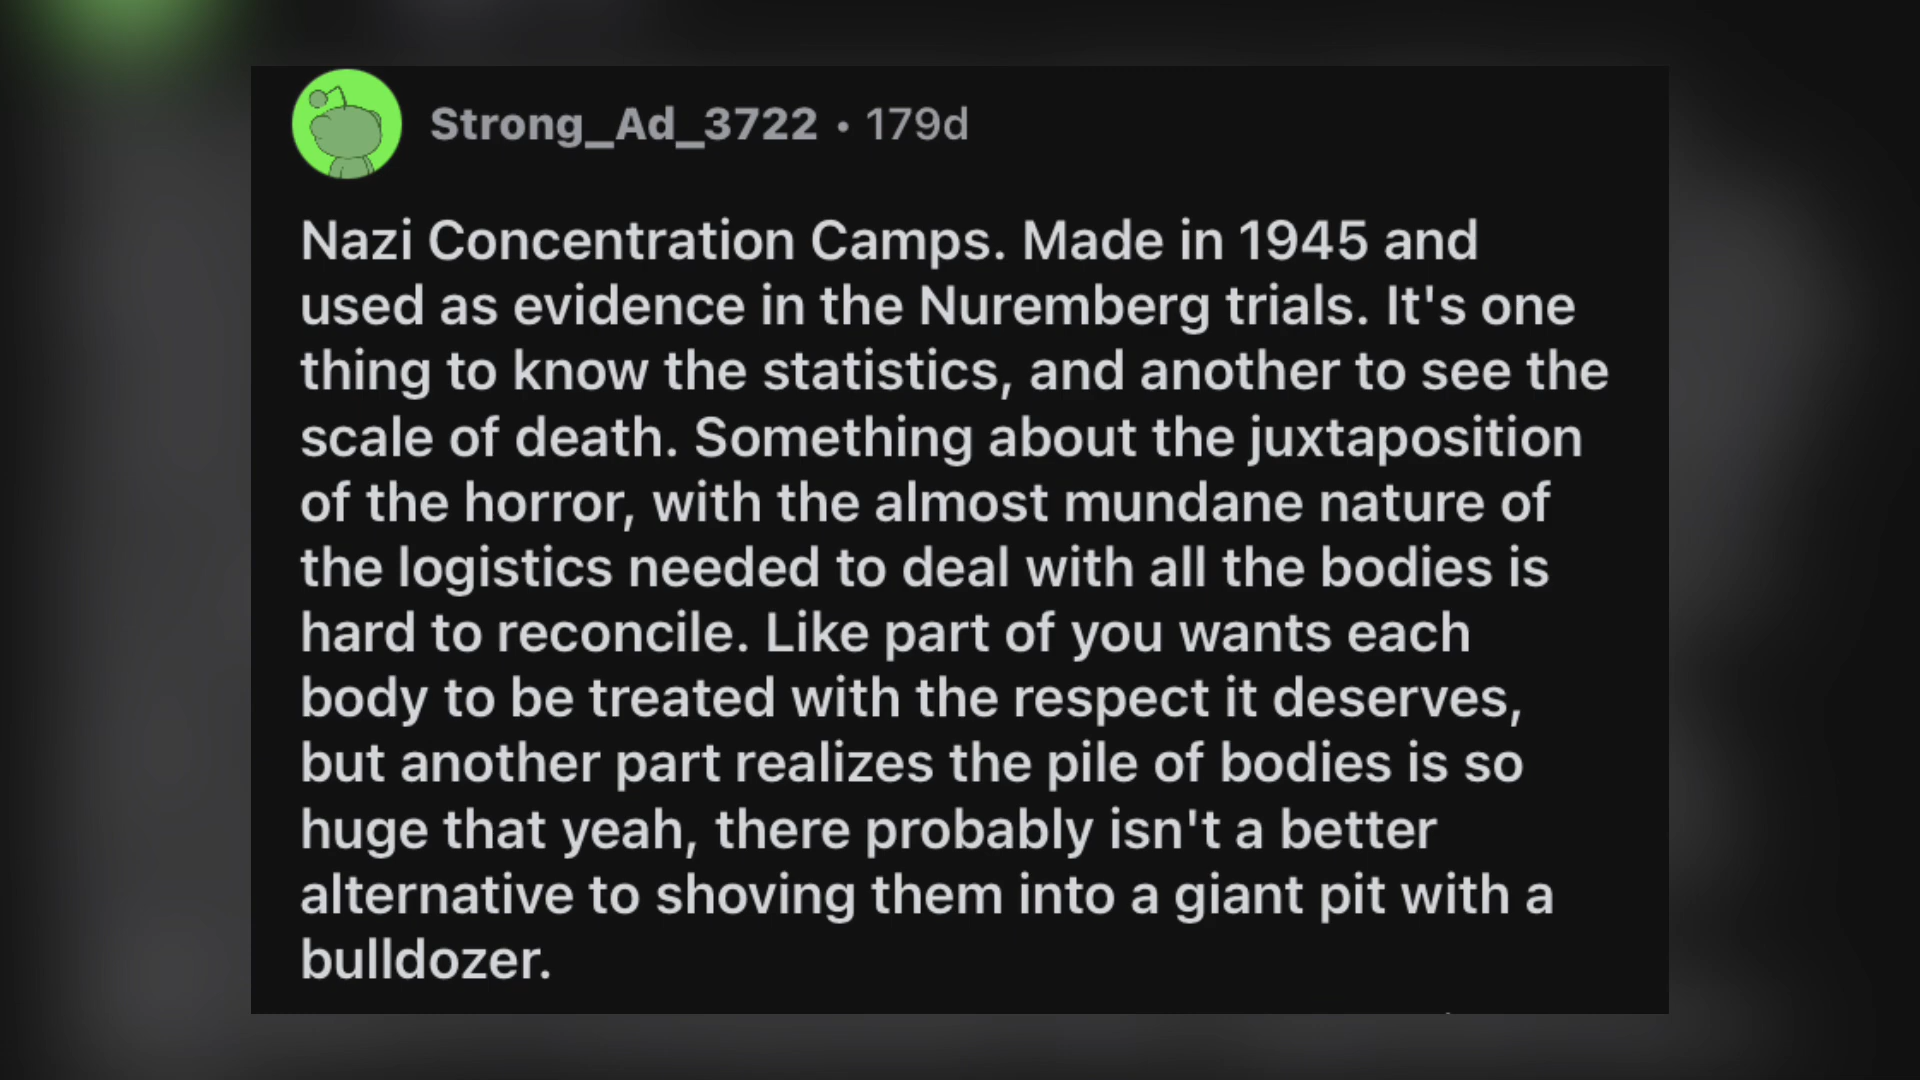 Strong_Ad_3722 • 179d
Nazi Concentration Camps. Made in 1945 and
used as evidence in the Nuremberg trials. It's one
thing to know the statistics, and another to see the
scale of death. Something about the juxtaposition
of the horror, with the almost mundane nature of
the logistics needed to deal with all the bodies is
hard to reconcile. Like part of you wants each
body to be treated with the respect it deserves,
but another part realizes the pile of bodies is so
huge that yeah, there probably isn't a better
alternative to shoving them into a giant pit with a
bulldozer.